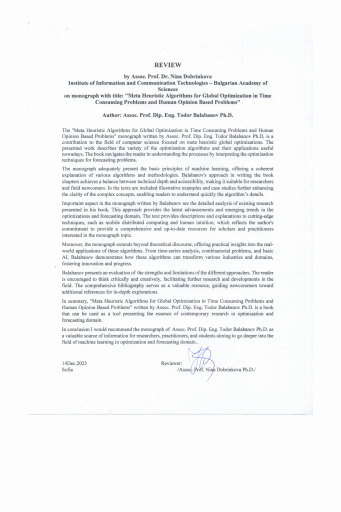 REVIEW
by Assoc. Prof. Dr. Nina Dobrinkova
Institute of Information and Communication Technologies – Bulgarian Academy of
Sciences
on monograph with title: "Meta Heuristic Algorithms for Global Optimization in Time
Consuming Problems and Human Opinion Based Problems"
Author: Assoc. Prof. Dip. Eng. Todor Balabanov Ph.D.
The "Meta Heuristic Algorithms for Global Optimization in Time Consuming Problems and Human
Opinion Based Problems" monograph written by Assoc. Prof. Dip. Eng. Todor Balabanov Ph.D. is a
contribution to the field of computer science focused on meta heuristic global optimizations. The
presented work describes the variety of the optimization algorithms and their applications useful
nowadays. The book navigates the reader in understanding the processes by interpreting the optimization
techniques for forecasting problems.
The monograph adequately present the basic principles of machine learning, offering a coherent
explanation of various algorithms and methodologies. Balabanov's approach in writing the book
chapters achieves a balance between technical depth and accessibility, making it suitable for researchers
and field newcomers. In the texts are included illustrative examples and case studies further enhancing
the clarity of the complex concepts, enabling readers to understand quickly the algorithm's details.
Important aspect in the monograph written by Balabanov are the detailed analysis of existing research
presented in his book. This approach provides the latest advancements and emerging trends in the
optimizations and forecasting domain. The text provides descriptions and explanations to cutting-edge
techniques, such as mobile distributed computing and human intuition, which reflects the author's
commitment to provide a comprehensive and up-to-date resources for scholars and practitioners
interested in the monograph topic.
Moreover, the monograph extends beyond theoretical discourse, offering practical insights into the real-
world applications of these algorithms. From time-series analysis, combinatorial problems, and basic
AI, Balabanov demonstrates how these algorithms can transform various industries and domains,
fostering innovation and progress.
Balabanov presents an evaluation of the strengths and limitations of the different approaches. The reader
is encouraged to think critically and creatively, facilitating further research and developments in the
field. The comprehensive bibliography serves as a valuable resource, guiding newcomers toward
additional references for in-depth explorations.
In summary, "Meta Heuristic Algorithms for Global Optimization in Time Consuming Problems and
Human Opinion Based Problems" written by Assoc. Prof. Dip. Eng. Todor Balabanov Ph.D. is a book
that can be used as a tool presenting the essence of contemporary research in optimization and
forecasting domain.
In conclusion I would recommend the monograph of Assoc. Prof. Dip. Eng. Todor Balabanov Ph.D. as
a valuable source of information for researchers, practitioners, and students aiming to go deeper into the
field of machine learning in optimization and forecasting domain..
14Dec.2023 Reviewer:
Sofia /Assoc. Prof. Nina Dobrinkova Ph.D./